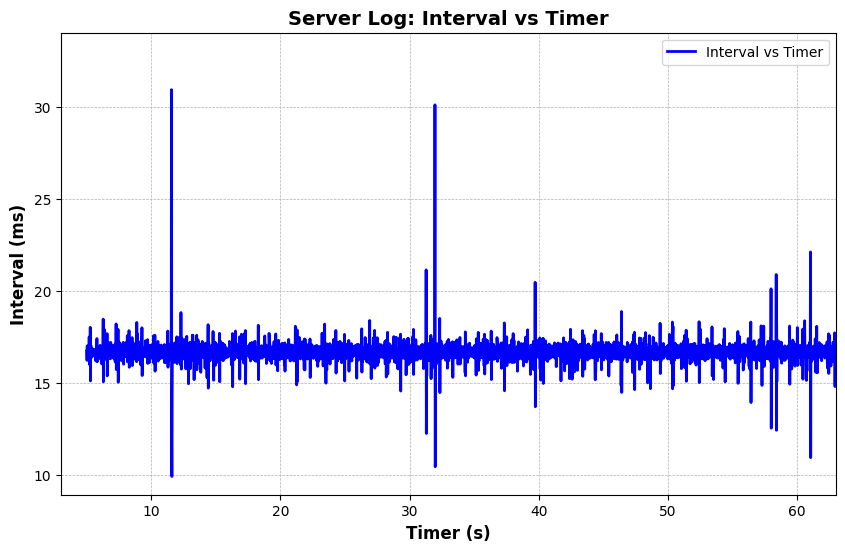 Server Log: Interval vs Timer
Interval vs Timer
30
25
20
15
10
Interval (ms)
10 20 30 40 50 60
Timer (s)